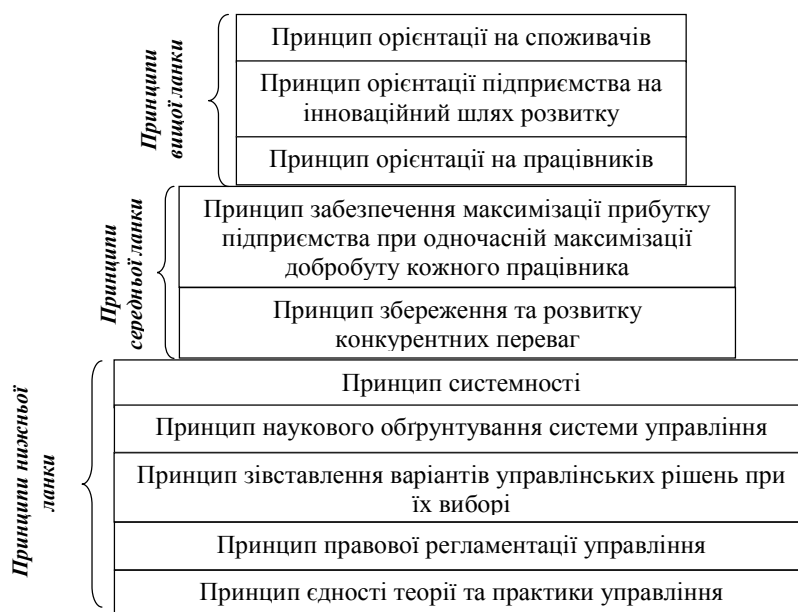 Принципи
вищої ланки
Принцип орієнтації на споживачів
Принцип орієнтації підприємства на
інноваційний шлях розвитку
Принцип орієнтації на працівників
Принципи
середньої ланки
Принцип забезпечення максимізації прибутку
підприємства при одночасній максимізації
добробуту кожного працівника
Принцип збереження та розвитку
конкурентних переваг
Принципи нижньої
ланки
Принцип системності
Принцип наукового обґрунтування системи управління
Принцип зівставлення варіантів управлінських рішень при
їх виборі
Принцип правової регламентації управління
Принцип єдності теорії та практики управління